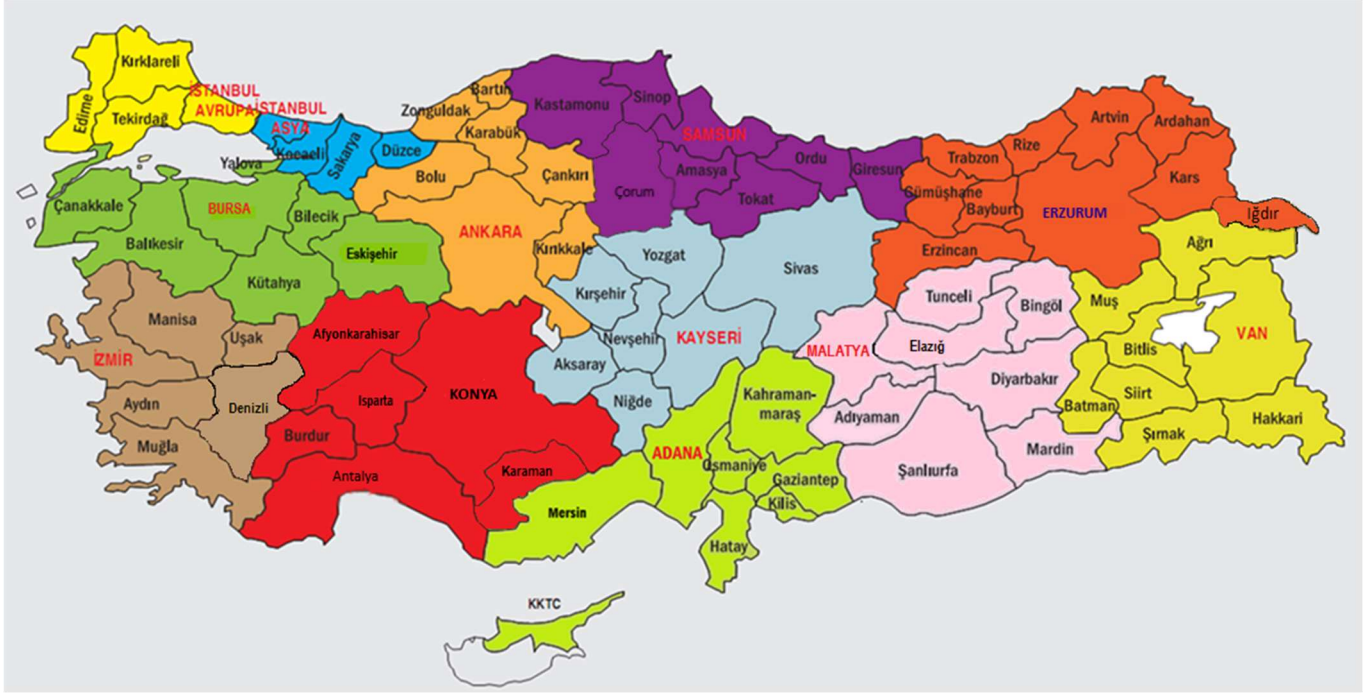 Kırklareli
Edirne
Tekirdağ
İSTANBUL
AVRUPA
İSTANBUL
ASYA
Kocaeli
Yalova
Sakarya
Düzce
Zonguldak
Bartın
Karabük
Bolu
Çankırı
ANKARA
Kırıkkale
Kastamonu
Sinop
SAMSUN
Çorum
Amasya
Ordu
Tokat
Giresun
Trabzon
Rize
Artvin
Ardahan
Kars
Gümüşhane
Bayburt
ERZURUM
Iğdır
Erzincan
Çanakkale
BURSA
Bilecik
Balıkesir
Eskişehir
Kütahya
Manisa
Uşak
İZMİR
Aydın
Denizli
Muğla
Afyonkarahisar
Isparta
KONYA
Burdur
Antalya
Karaman
Yozgat
Sivas
Kırşehir
Nevşehir
KAYSERİ
Aksaray
Niğde
MALATYA
Tunceli
Bingöl
Elazığ
Diyarbakır
Adıyaman
Şanlıurfa
Mardin
Ağrı
Muş
VAN
Bitlis
Siirt
Batman
Şırnak
Hakkari
Kahraman-
maraş
ADANA
Osmaniye
Gaziantep
Kilis
Mersin
Hatay
KKTC